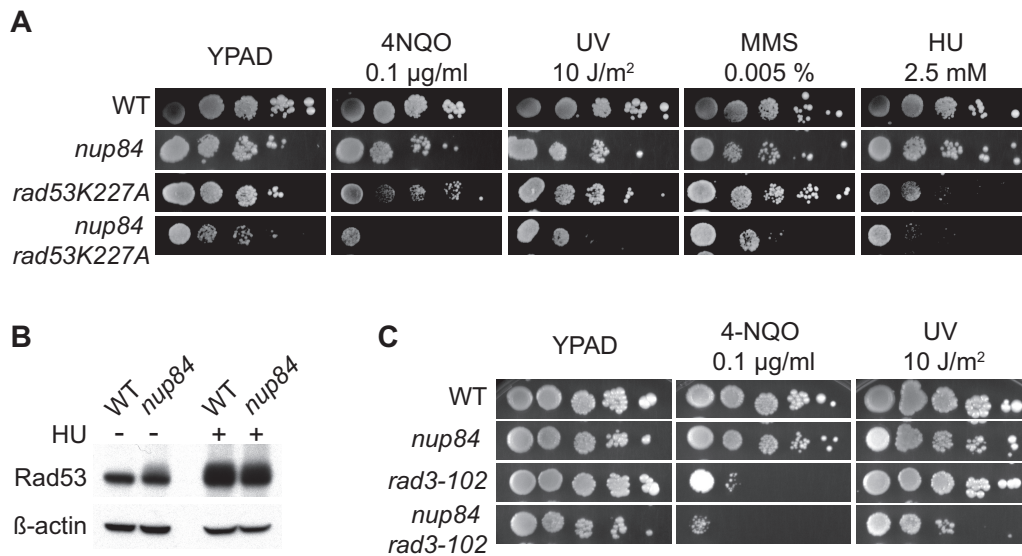 A
YPAD
4NQO
0.1 µg/ml
UV
10 J/m²
MMS
0.005 %
HU
2.5 mM
WT
nup84
rad53K227A
nup84
rad53K227A
B
WT nup84 WT nup84
HU - - + +
Rad53
ß-actin
C
YPAD
4-NQO
0.1 µg/ml
UV
10 J/m²
WT
nup84
rad3-102
nup84
rad3-102